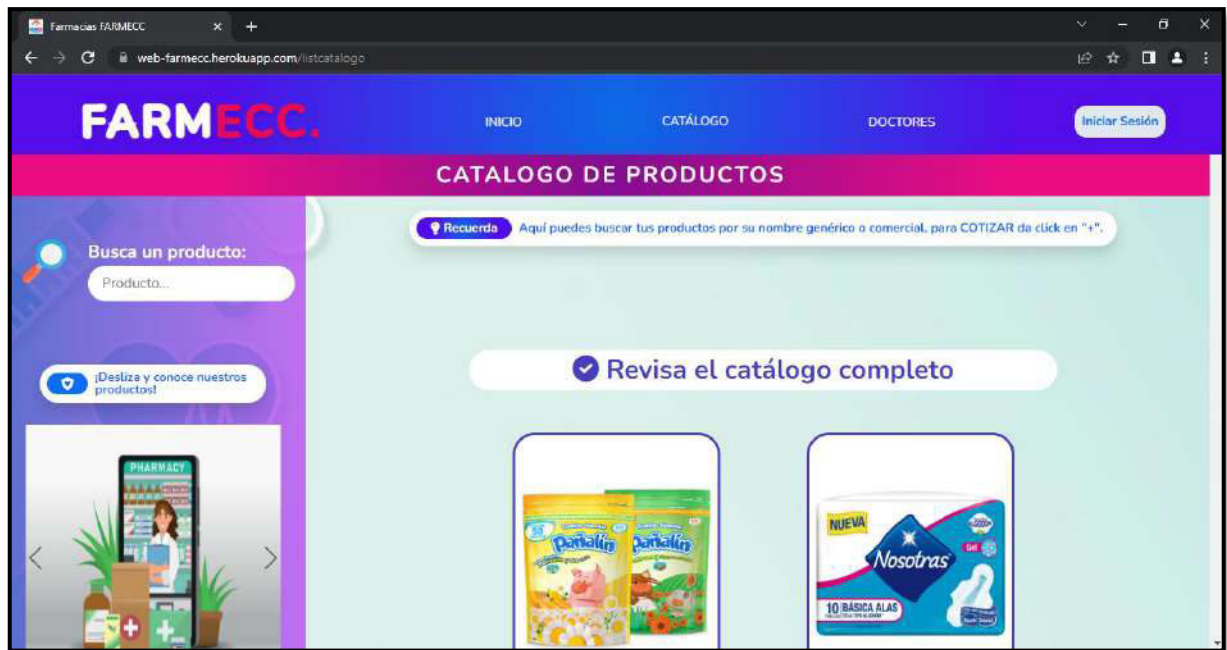 Farmacias FARMECC
web-farmecc.herokuapp.com/listcatalogo
FARMECC.
INICIO
CATÁLOGO
DOCTORES
Iniciar Sesión
CATALOGO DE PRODUCTOS
Recuerda
Aquí puedes buscar tus productos por su nombre genérico o comercial, para COTIZAR da click en "+".
Busca un producto:
Producto...
¡Desliza y conoce nuestros
productos!
Revisa el catálogo completo
PHARMACY
55
Pañalín
Pañalín
NUEVA
Nosotras
Gel
10 BÁSICA ALAS